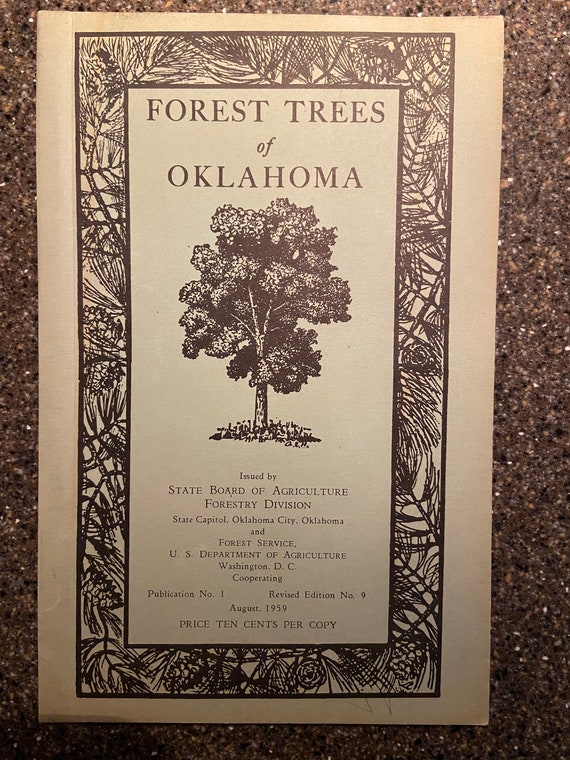 FOREST TREES
of
OKLAHOMA
G.E.H.
Issued by
STATE BOARD OF AGRICULTURE
FORESTRY DIVISION
State Capitol, Oklahoma City, Oklahoma
and
FOREST SERVICE,
U. S. DEPARTMENT OF AGRICULTURE
Washington, D. C.
Cooperating
Publication No. 1 Revised Edition No. 9
August, 1959
PRICE TEN CENTS PER COPY